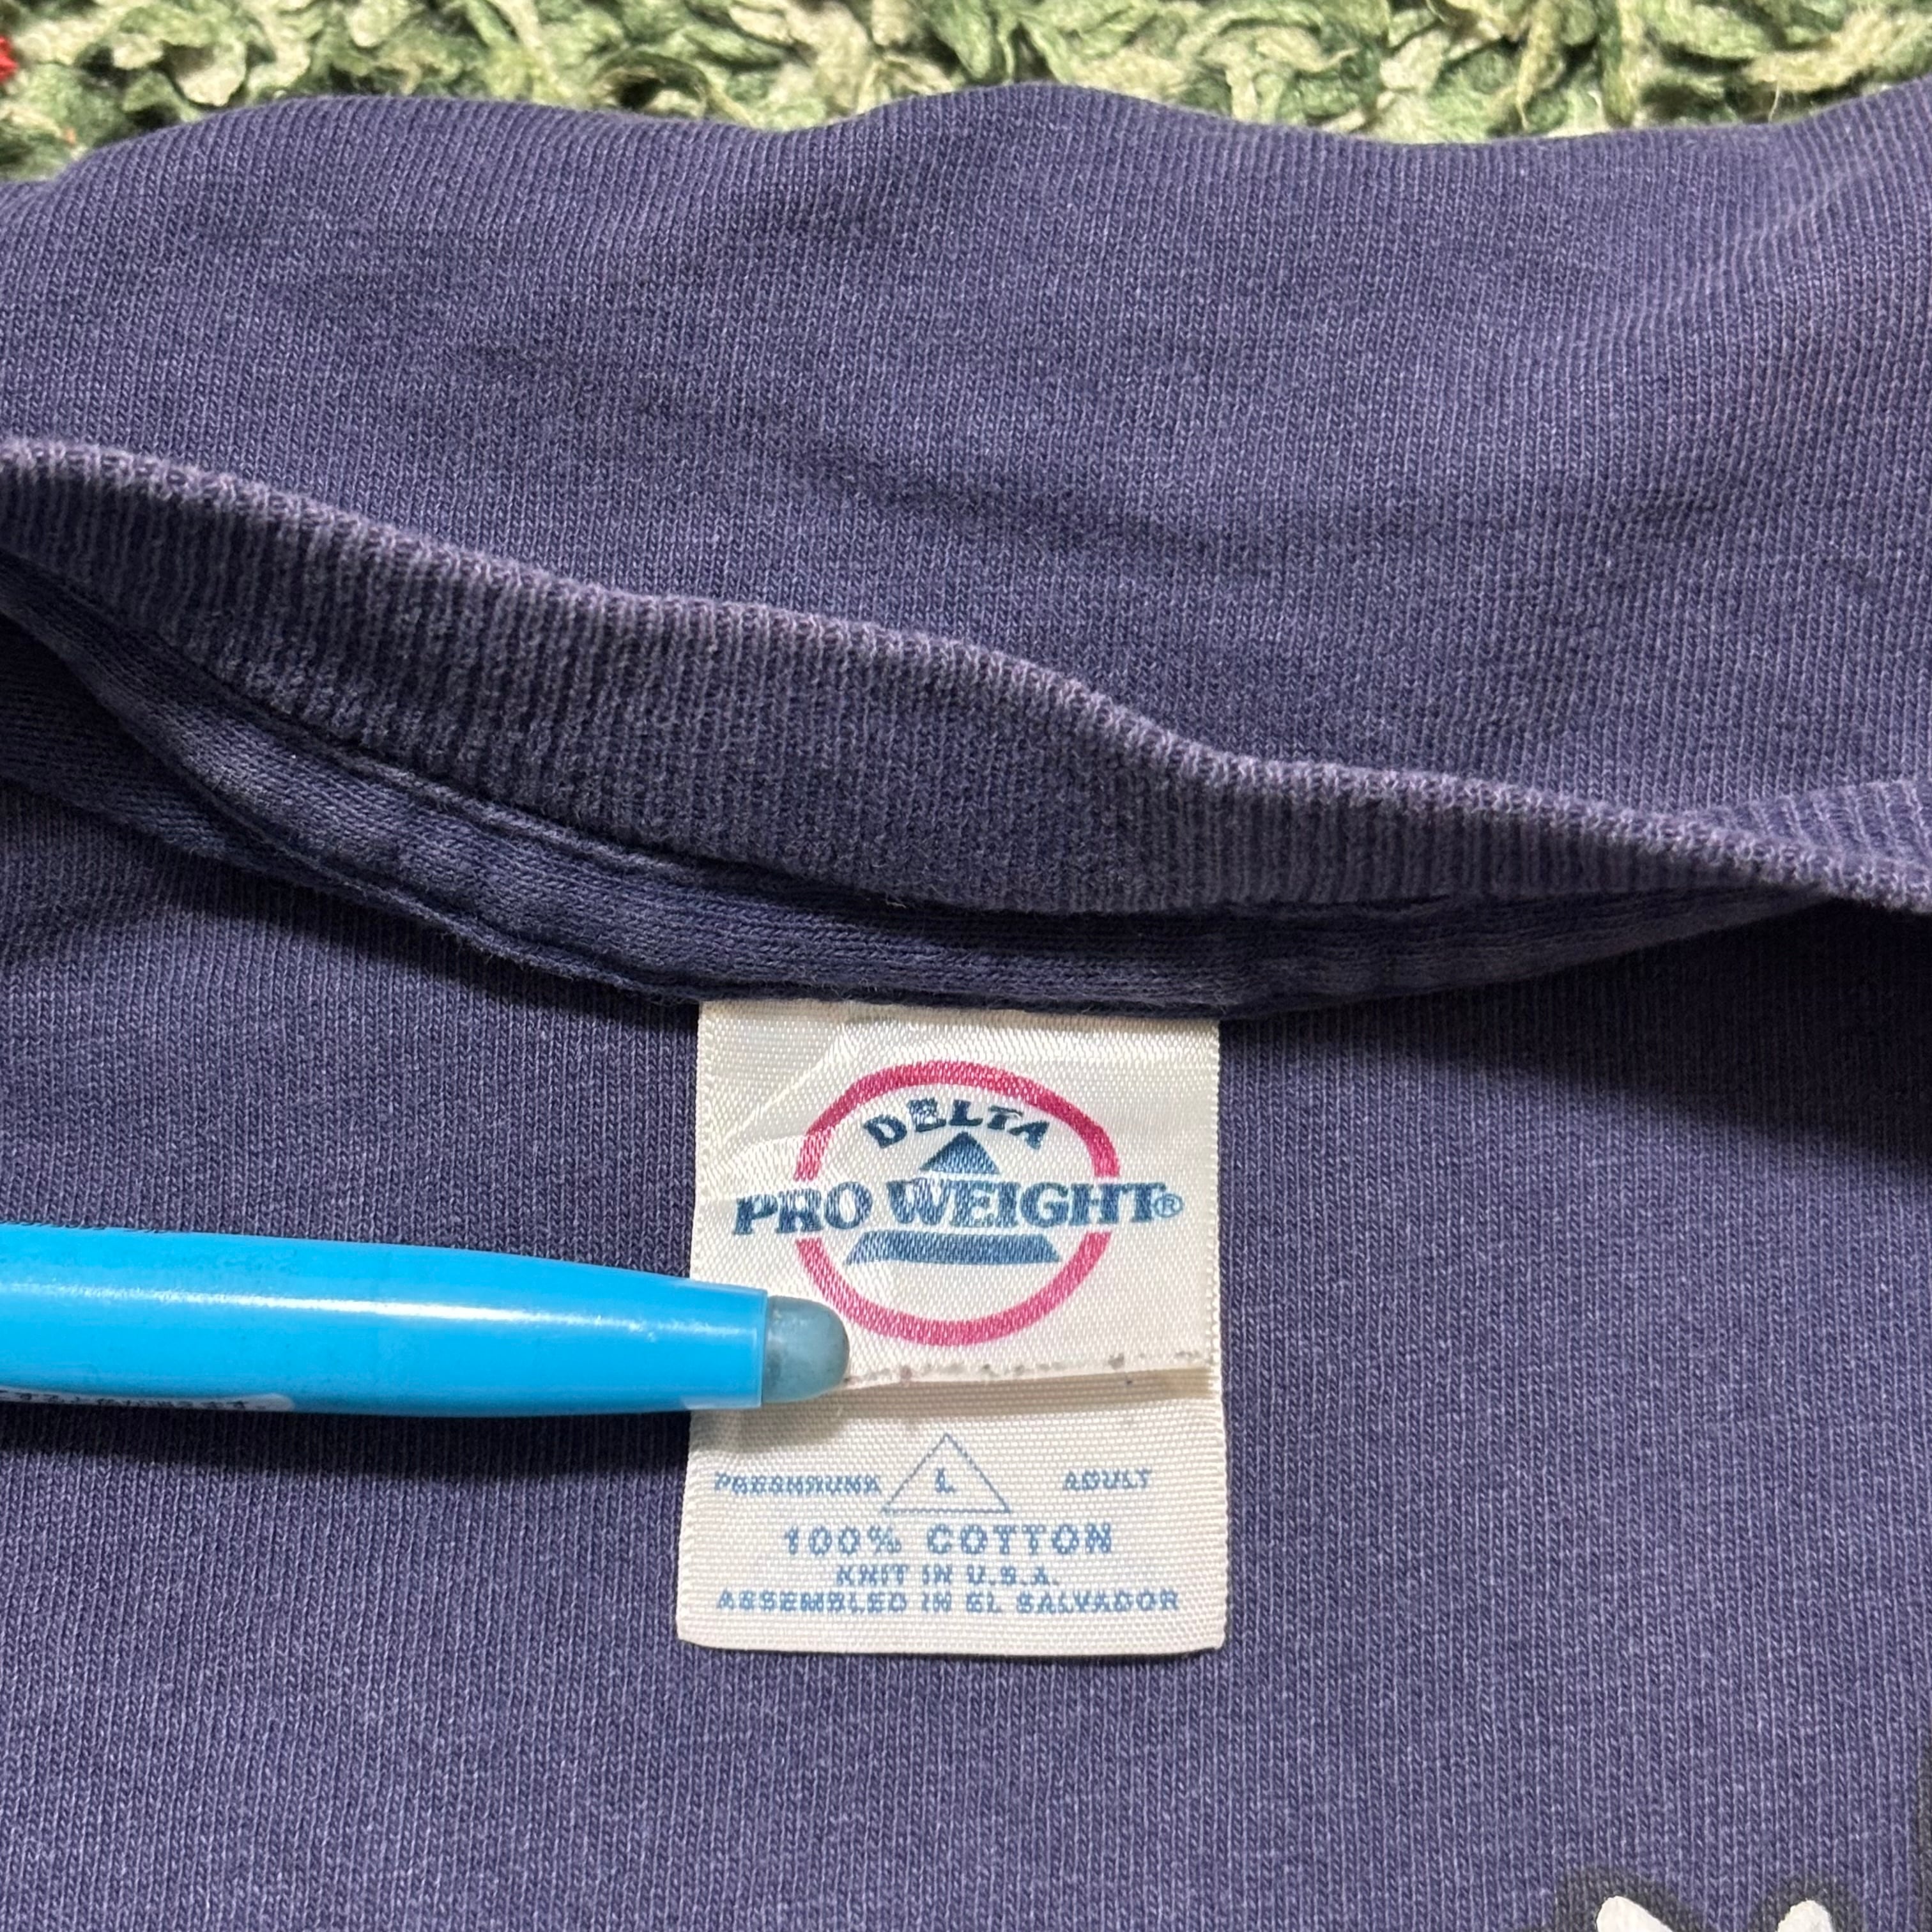 DELTA
PRO WEIGHT®
PRESHRUNK L ADULT
100% COTTON
KNIT IN U.S.A.
ASSEMBLED IN EL SALVADOR